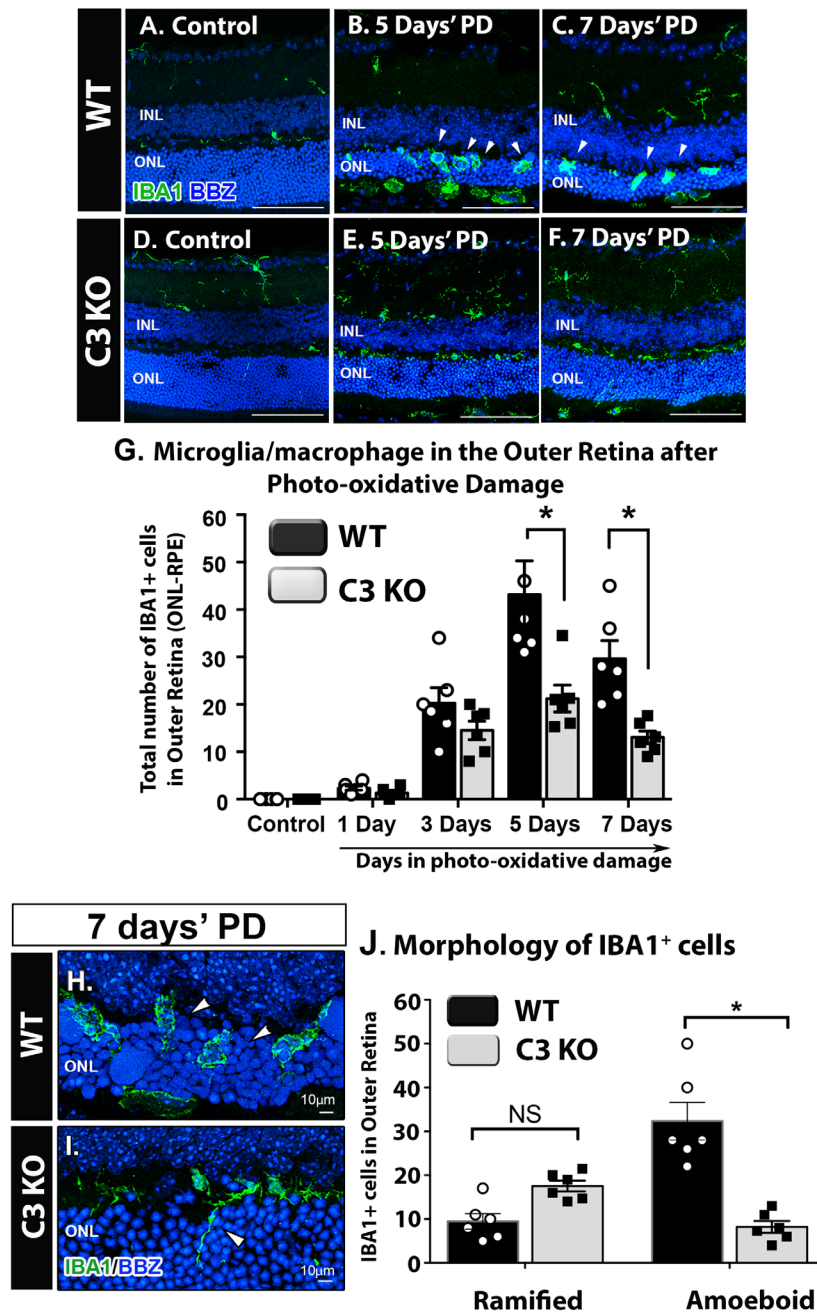 A. Control
B. 5 Days' PD
C. 7 Days' PD
WT
INL
ONL
IBA1 BBZ
INL
ONL
INL
ONL
D. Control
E. 5 Days' PD
F. 7 Days' PD
C3 KO
INL
ONL
INL
ONL
INL
ONL
G. Microglia/macrophage in the Outer Retina after
Photo-oxidative Damage
Total number of IBA1+ cells
in Outer Retina (ONL-RPE)
60
50
40
30
20
10
0
WT
C3 KO
*
*
Control
1 Day
3 Days
5 Days
7 Days
Days in photo-oxidative damage
7 days' PD
WT
H.
ONL
10μm
C3 KO
I.
ONL
IBA1/BBZ
10μm
J. Morphology of IBA1+ cells
IBA1+ cells in Outer Retina
60
50
40
30
20
10
0
WT
C3 KO
NS
*
Ramified
Amoeboid